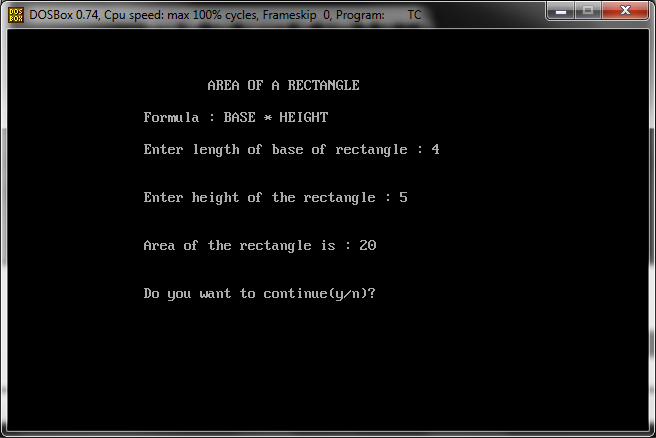 DOSBox 0.74, Cpu speed: max 100% cycles, Frameskip 0, Program: TC
AREA OF A RECTANGLE
Formula : BASE * HEIGHT
Enter length of base of rectangle : 4
Enter height of the rectangle : 5
Area of the rectangle is : 20
Do you want to continue(y/n)?